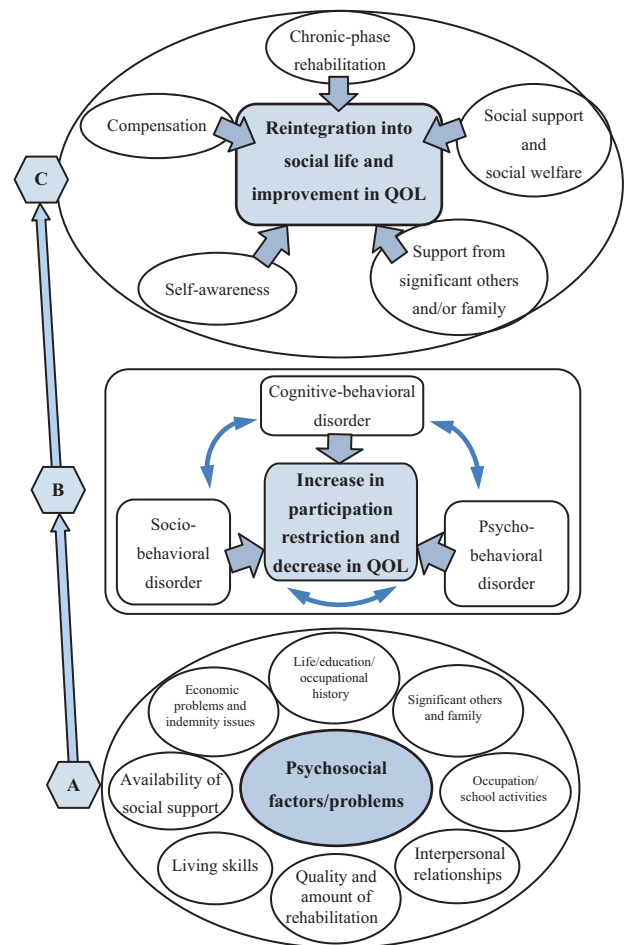 Chronic-phase
rehabilitation
Compensation
Reintegration into
social life and
improvement in QOL
Social support
and
social welfare
C
Self-awareness
Support from
significant others
and/or family
Cognitive-behavioral
disorder
B
Socio-
behavioral
disorder
Increase in
participation
restriction and
decrease in QOL
Psycho-
behavioral
disorder
Life/education/
occupational
history
Economic
problems and
indemnity issues
Significant others
and family
A
Availability of
social support
Psychosocial
factors/problems
Occupation/
school activities
Living skills
Quality and
amount of
rehabilitation
Interpersonal
relationships